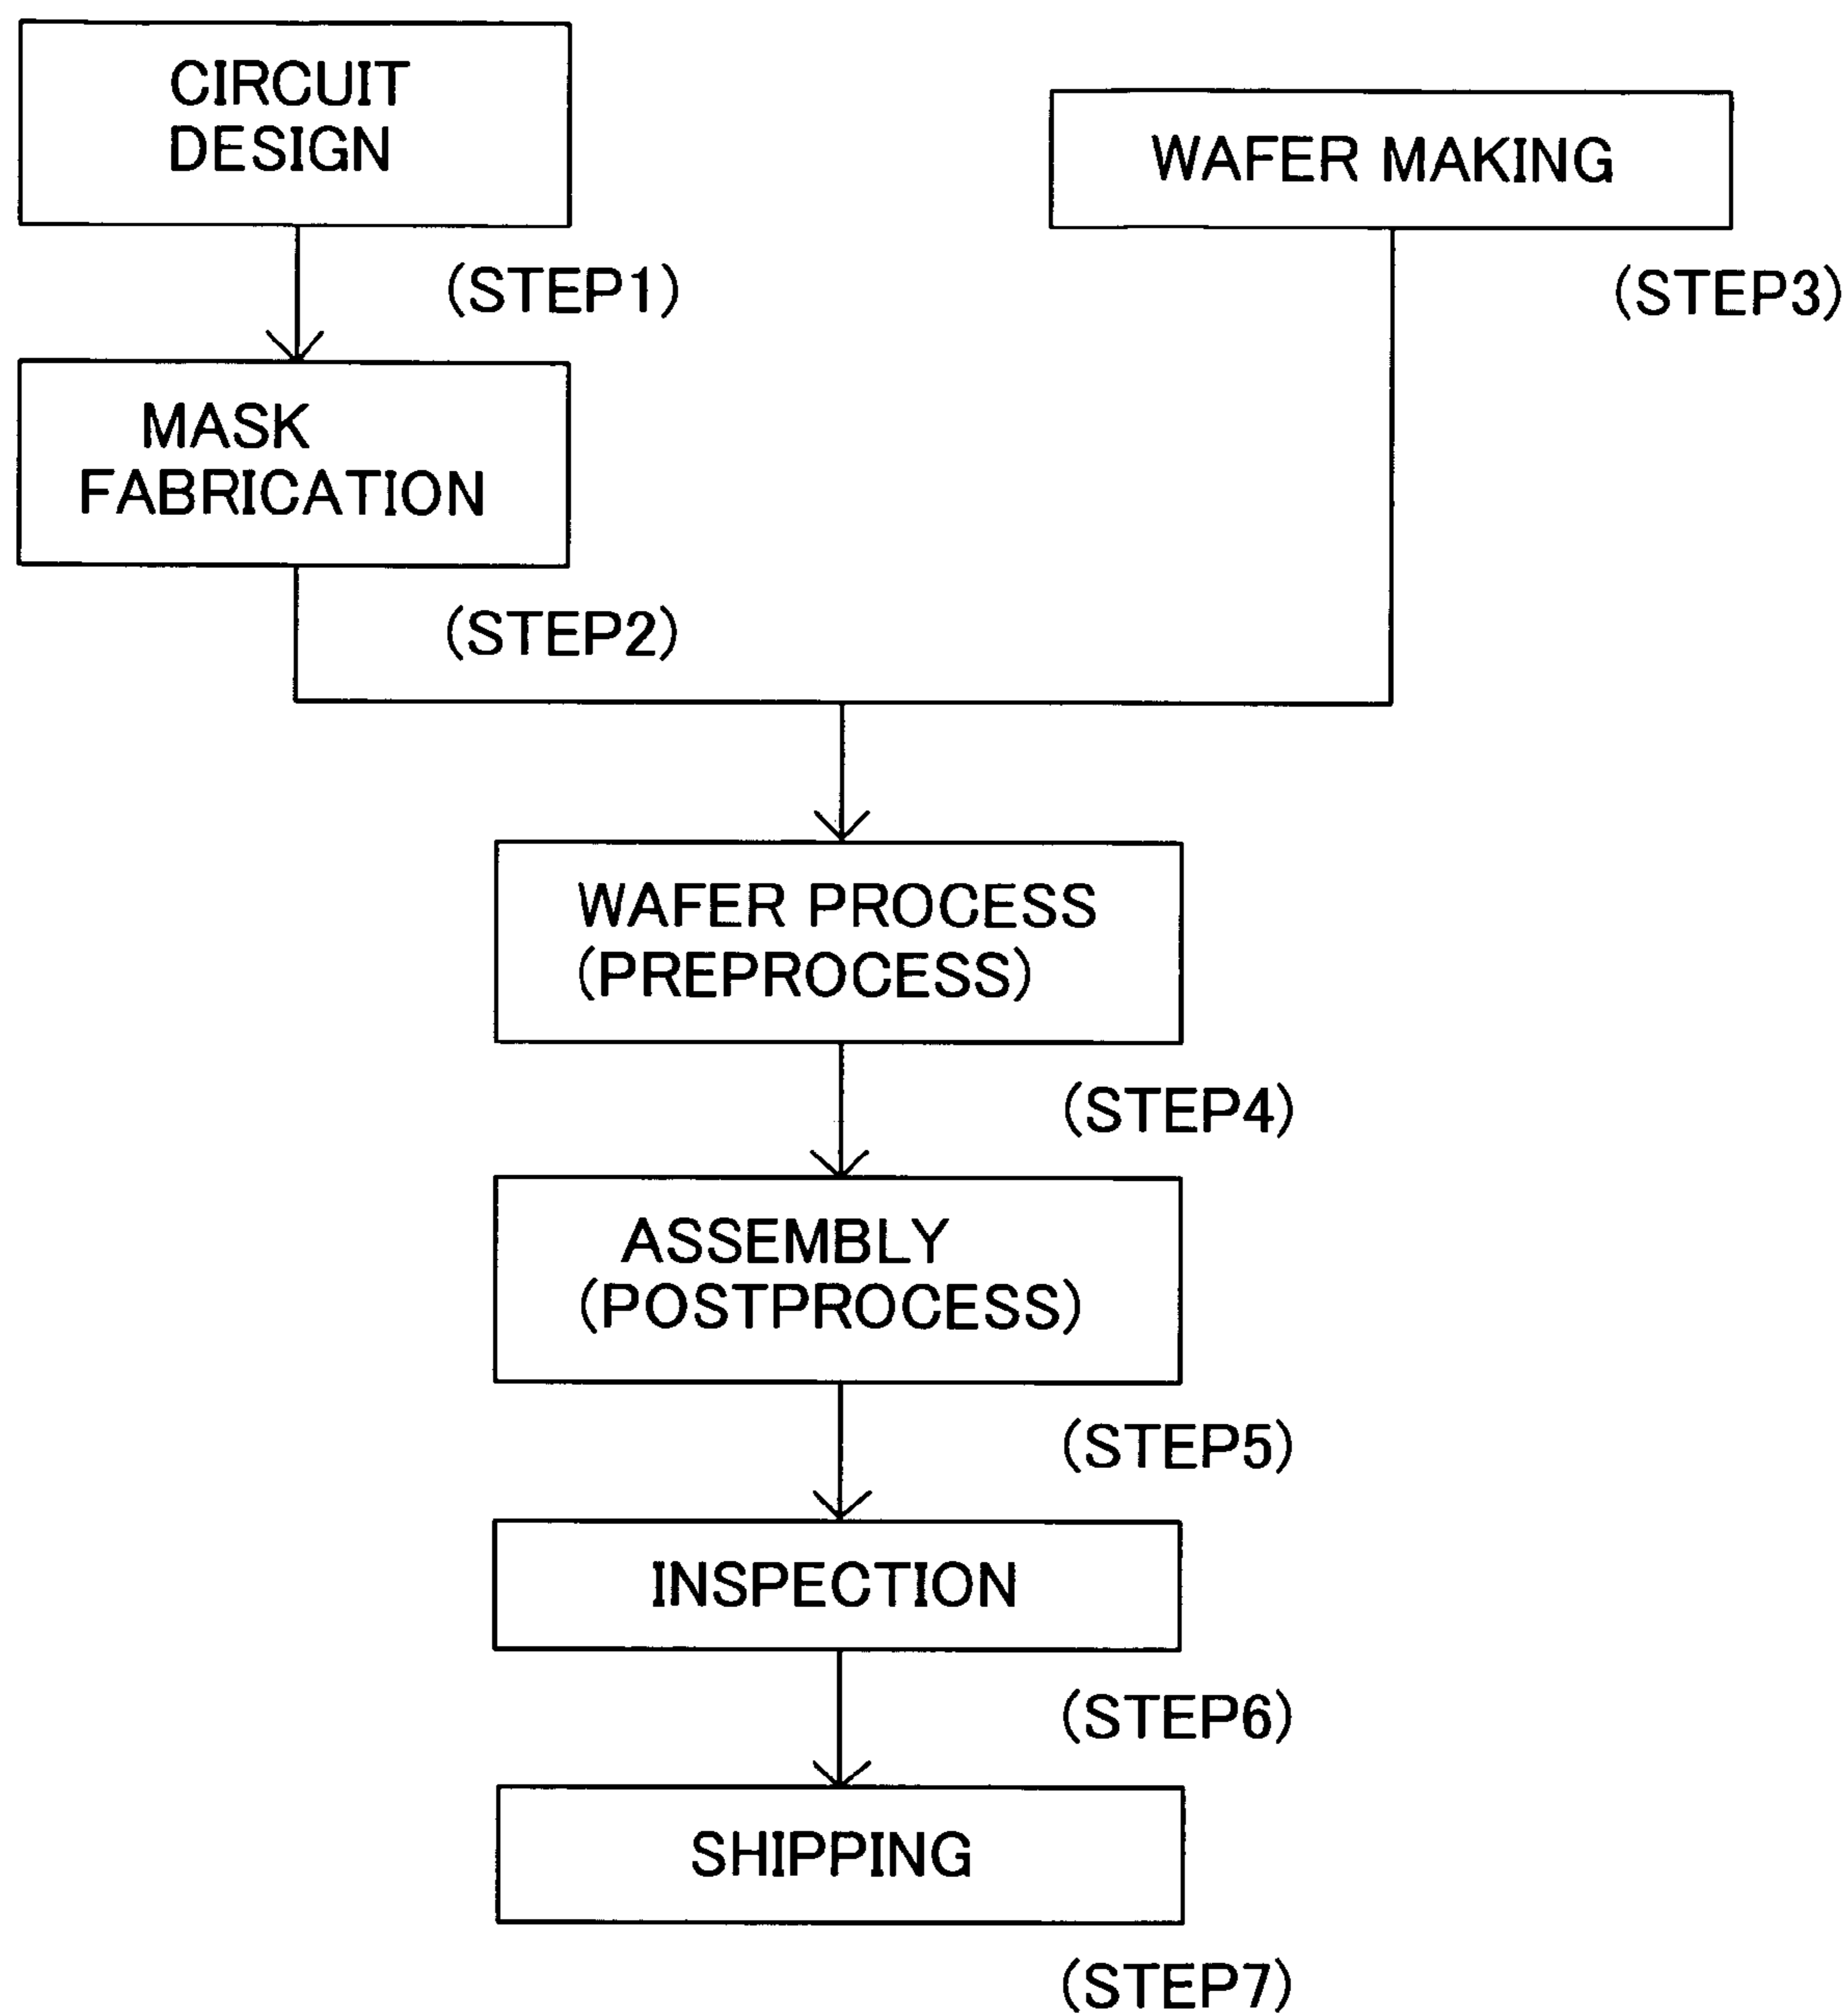 CIRCUIT
DESIGN
(STEP1)
MASK
FABRICATION
(STEP2)
WAFER MAKING
(STEP3)
WAFER PROCESS
(PREPROCESS)
(STEP4)
ASSEMBLY
(POSTPROCESS)
(STEP5)
INSPECTION
(STEP6)
SHIPPING
(STEP7)